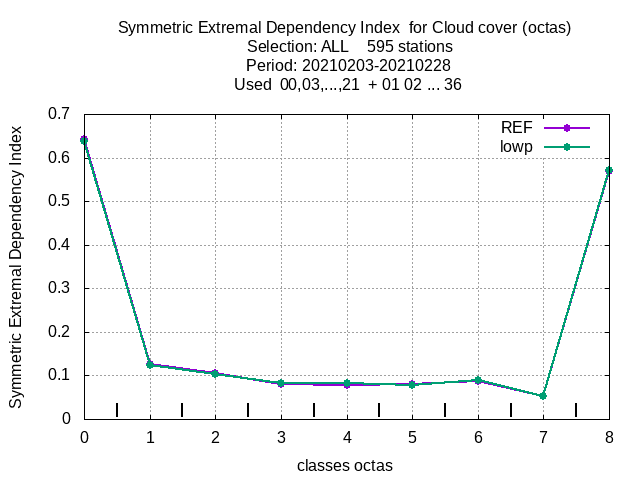 Symmetric Extremal Dependency Index  for Cloud cover (octas)
Selection: ALL    595 stations
Period: 20210203-20210228
Used  00,03,...,21  + 01 02 ... 36
REF
lowp
Symmetric Extremal Dependency Index
0.7
0.6
0.5
0.4
0.3
0.2
0.1
0
0 1 2 3 4 5 6 7 8
classes octas